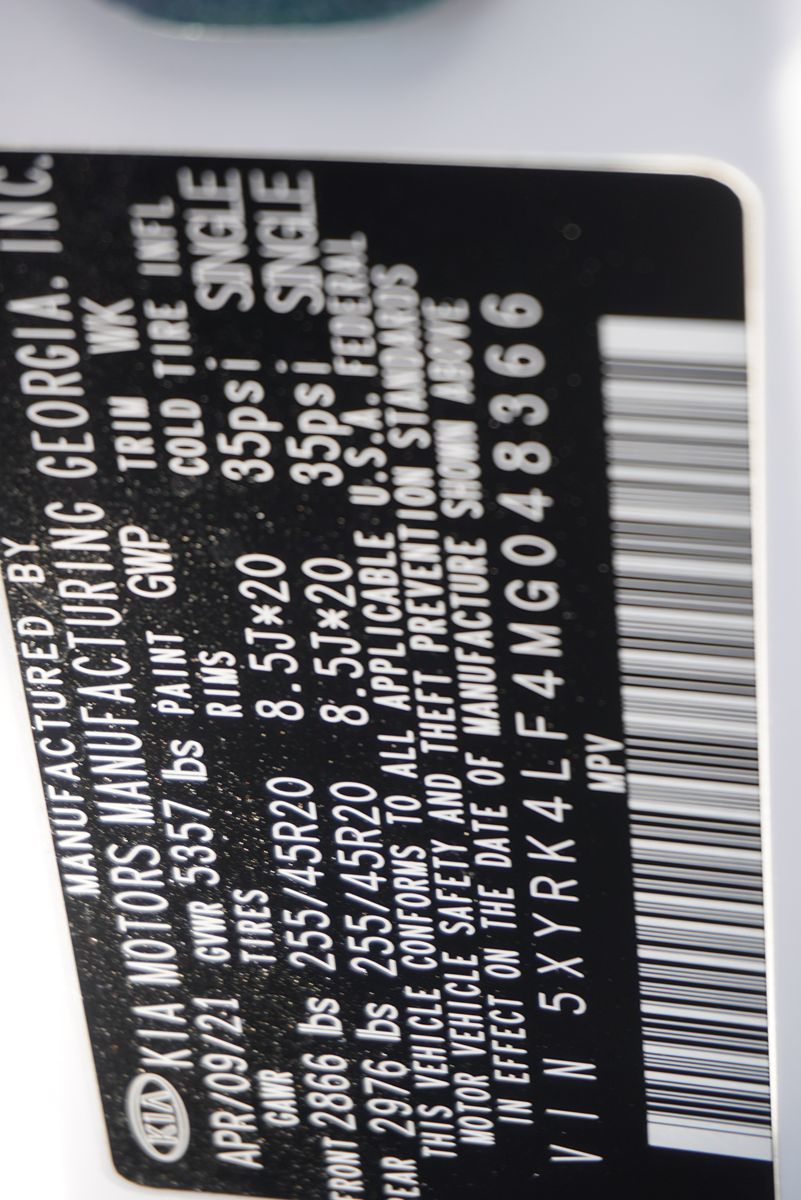 MANUFACTURED BY
KIA KIA MOTORS MANUFACTURING GEORGIA. INC.
APR/09/21 GVWR 5357 lbs PAINT GWP TRIM WK
GAWR TIRES RIMS COLD TIRE INFL
FRONT 2866 lbs 255/45R20 8.5J*20 35psi SINGLE
EAR 2976 lbs 255/45R20 8.5J*20 35psi SINGLE
THIS VEHICLE CONFORMS TO ALL APPLICABLE U.S.A. FEDERAL
MOTOR VEHICLE SAFETY AND THEFT PREVENTION STANDARDS
IN EFFECT ON THE DATE OF MANUFACTURE SHOWN ABOVE
VIN 5XYRK4LF4MG048366
MPV